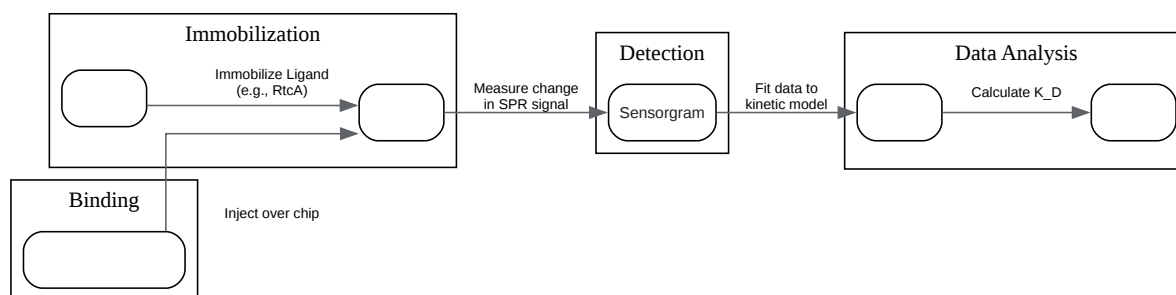 Immobilization
Immobilize Ligand
(e.g., RtcA)
Measure change
in SPR signal
Detection
Sensorgram
Fit data to
kinetic model
Data Analysis
Calculate K_D
Binding
Inject over chip